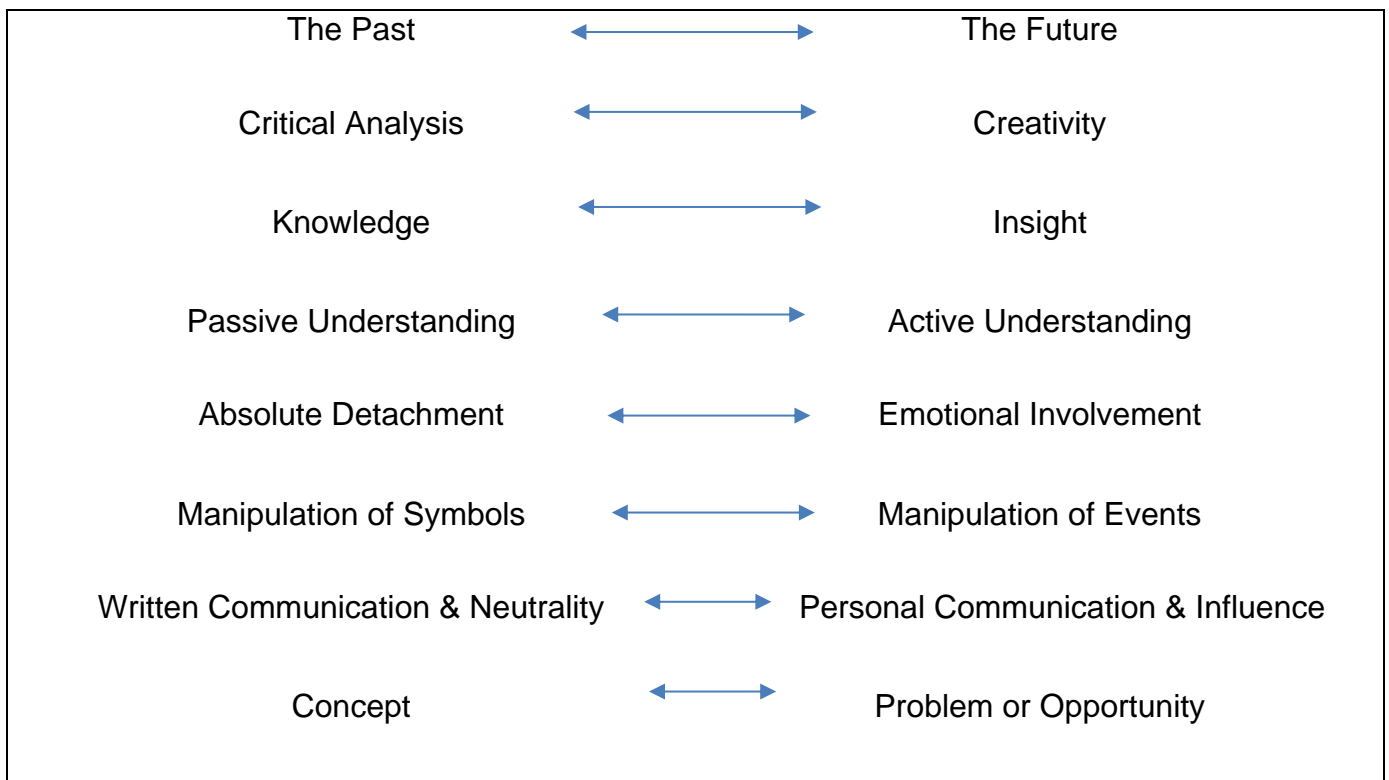 The Past The Future
Critical Analysis Creativity
Knowledge Insight
Passive Understanding Active Understanding
Absolute Detachment Emotional Involvement
Manipulation of Symbols Manipulation of Events
Written Communication & Neutrality Personal Communication & Influence
Concept Problem or Opportunity